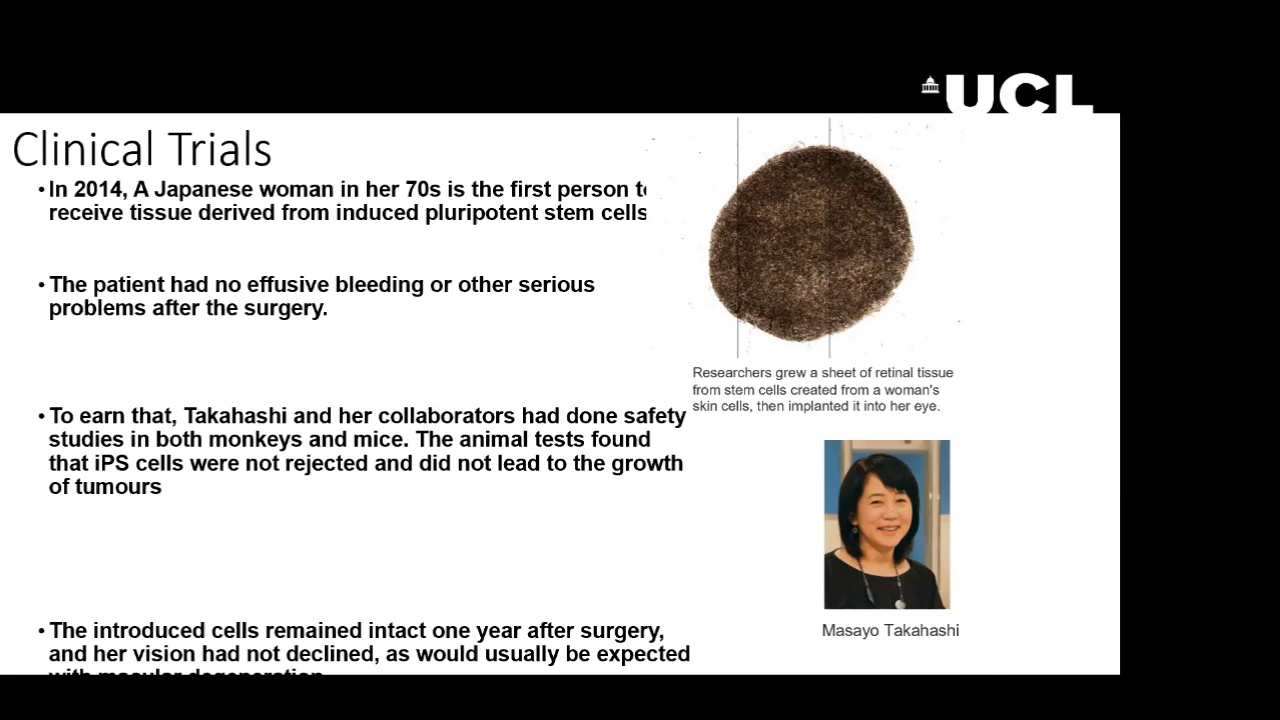 UCL
Clinical Trials
• In 2014, A Japanese woman in her 70s is the first person to
receive tissue derived from induced pluripotent stem cells
• The patient had no effusive bleeding or other serious
problems after the surgery.
• To earn that, Takahashi and her collaborators had done safety
studies in both monkeys and mice. The animal tests found
that iPS cells were not rejected and did not lead to the growth
of tumours
• The introduced cells remained intact one year after surgery,
and her vision had not declined, as would usually be expected
with macular degeneration
Researchers grew a sheet of retinal tissue
from stem cells created from a woman's
skin cells, then implanted it into her eye.
Masayo Takahashi